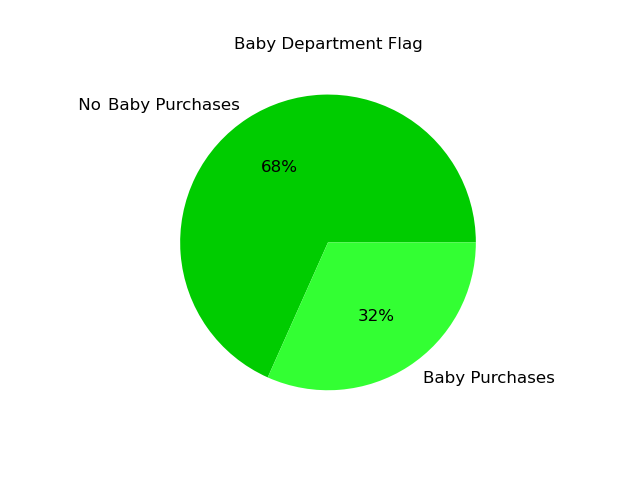 Baby Department Flag
No Baby Purchases
68%
32%
Baby Purchases